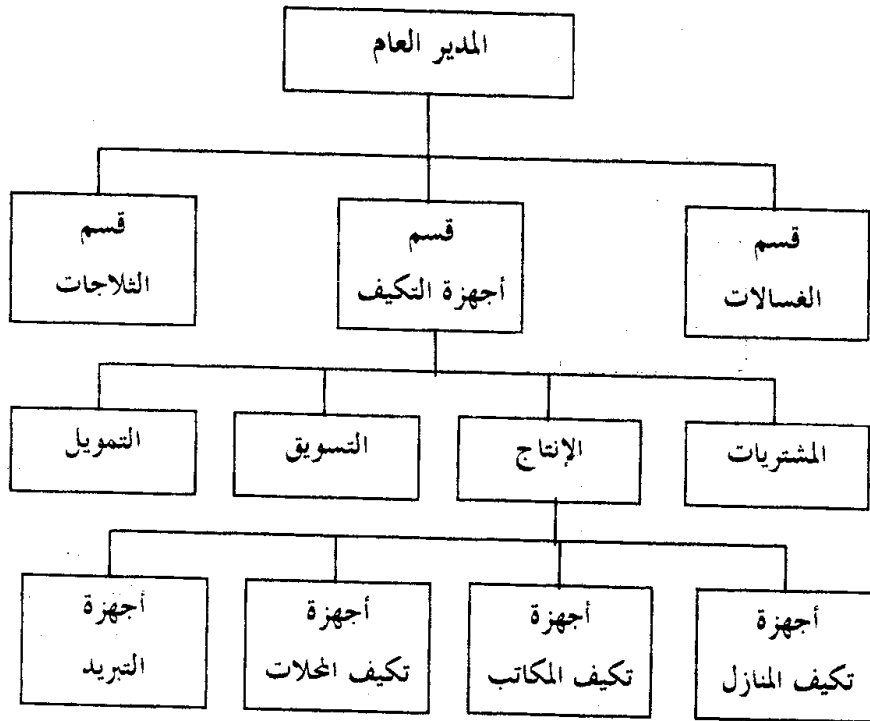 المدير العام
قسم
الغسالات
قسم
أجهزة التكيف
قسم
الثلاجات
المشتريات
الإنتاج
التسويق
التمويل
أجهزة
تكيف المنازل
أجهزة
تكيف المكاتب
أجهزة
تكيف المحلات
أجهزة
التبريد